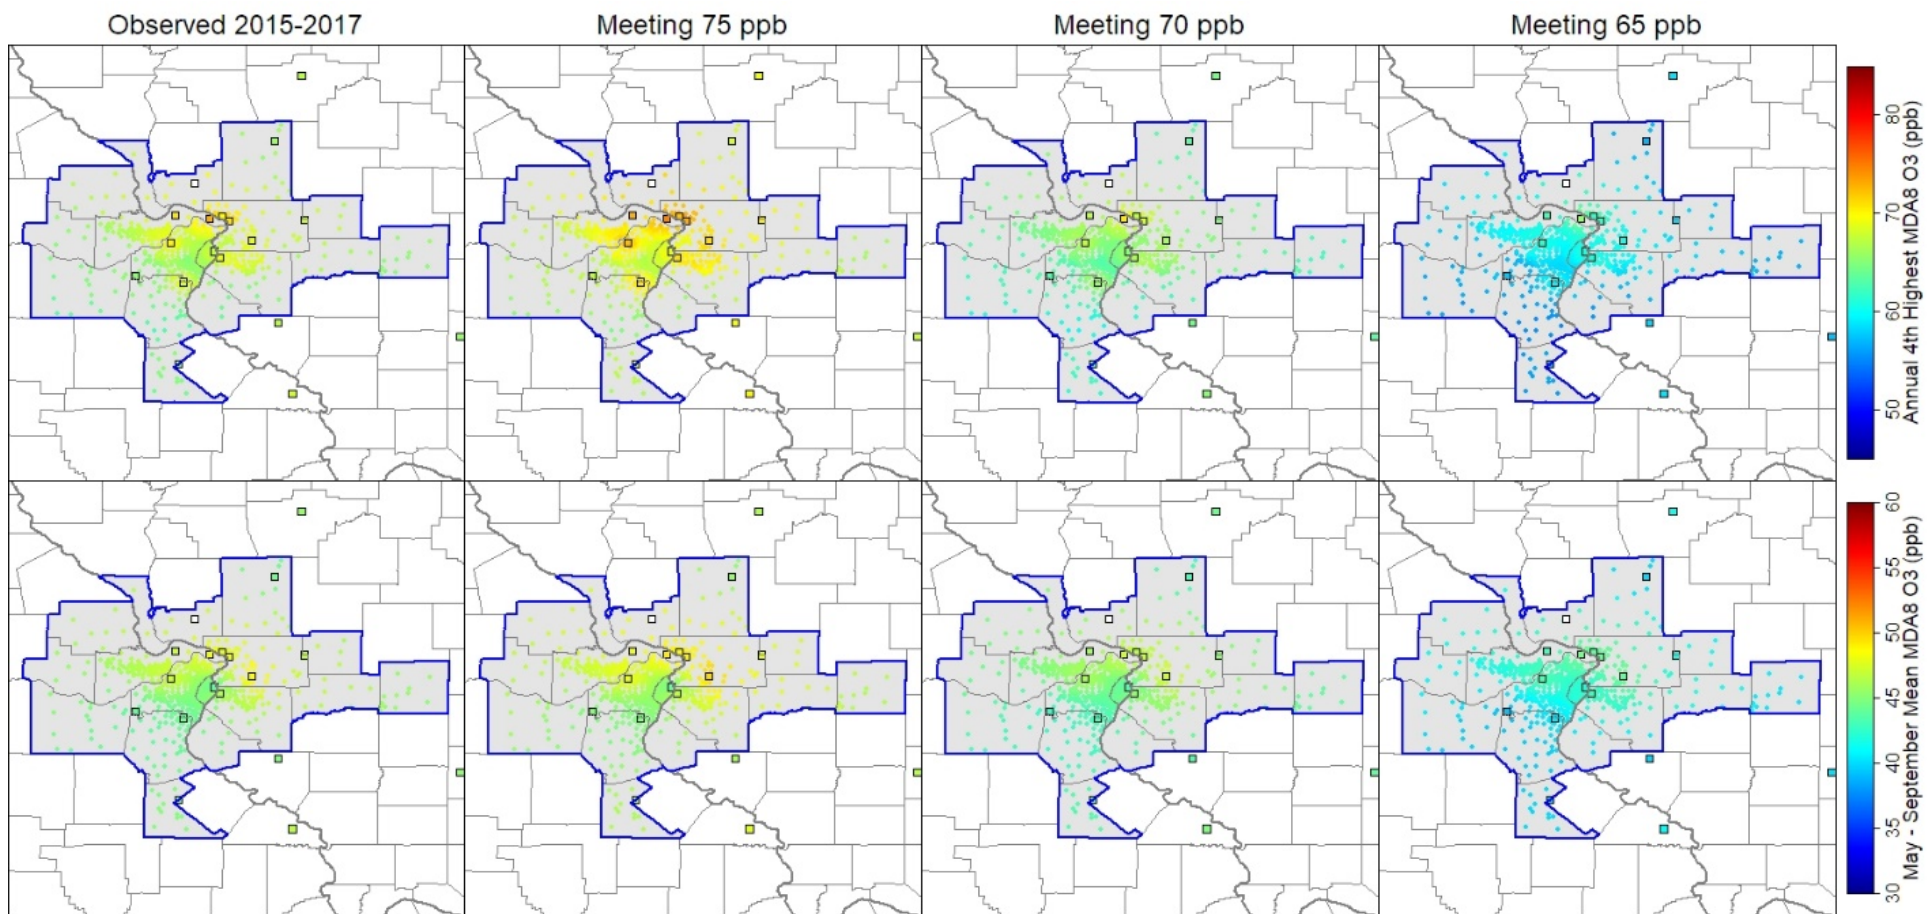 Observed 2015-2017
Meeting 75 ppb
Meeting 70 ppb
Meeting 65 ppb
80
70
60
50
Annual 4th Highest MDA8 O3 (ppb)
60
55
50
45
40
35
30
May - September Mean MDA8 O3 (ppb)